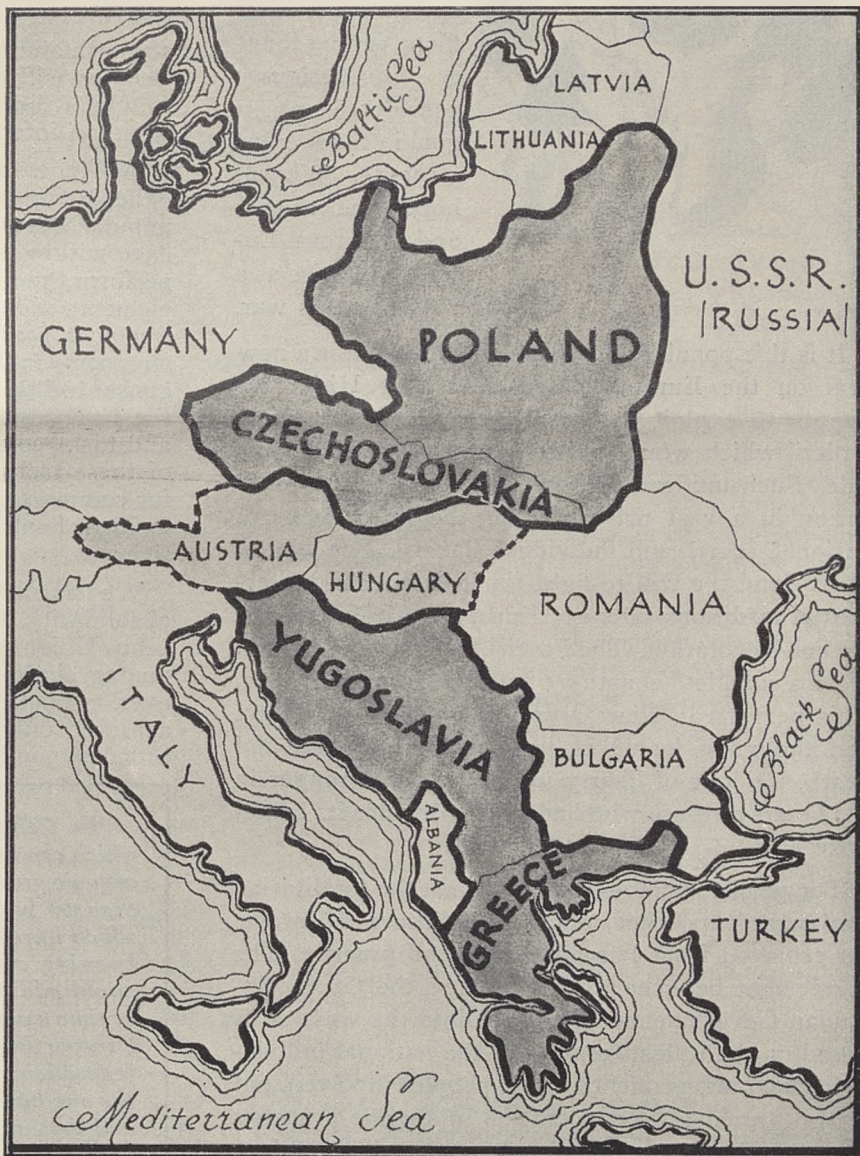 Baltic Sea
LATVIA
LITHUANIA
U.S.S.R.
(RUSSIA)
GERMANY
POLAND
CZECHOSLOVAKIA
AUSTRIA
HUNGARY
ROMANIA
YUGOSLAVIA
ITALY
Black Sea
BULGARIA
ALBANIA
GREECE
TURKEY
Mediterranean Sea